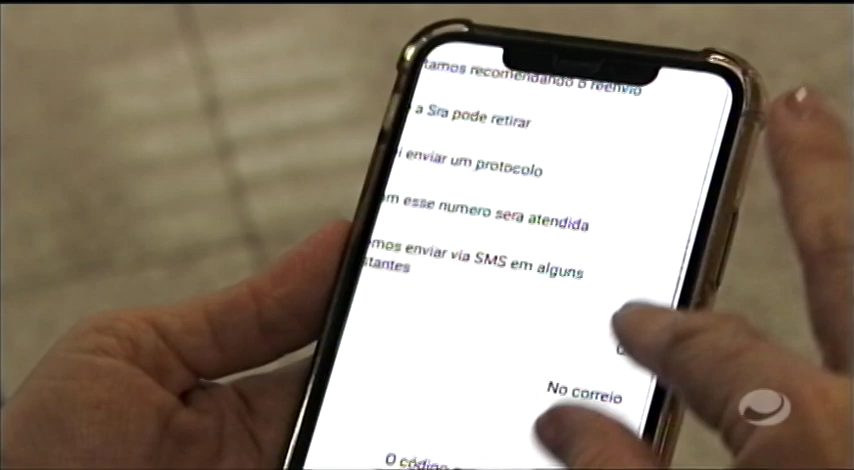 tamos recomendando o reenvio
a Sra pode retirar
i enviar um protocolo
m esse numero sera atendida
mos enviar via SMS em alguns
stantes
No correio
O código